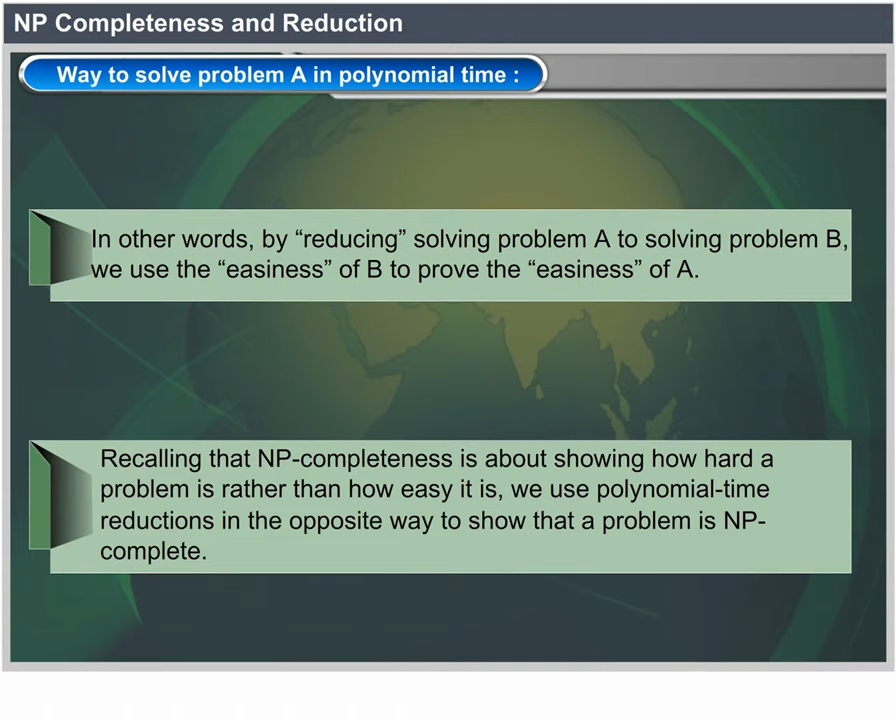 NP Completeness and Reduction
Way to solve problem A in polynomial time :
In other words, by “reducing” solving problem A to solving problem B,
we use the “easiness” of B to prove the “easiness” of A.
Recalling that NP-completeness is about showing how hard a
problem is rather than how easy it is, we use polynomial-time
reductions in the opposite way to show that a problem is NP-
complete.